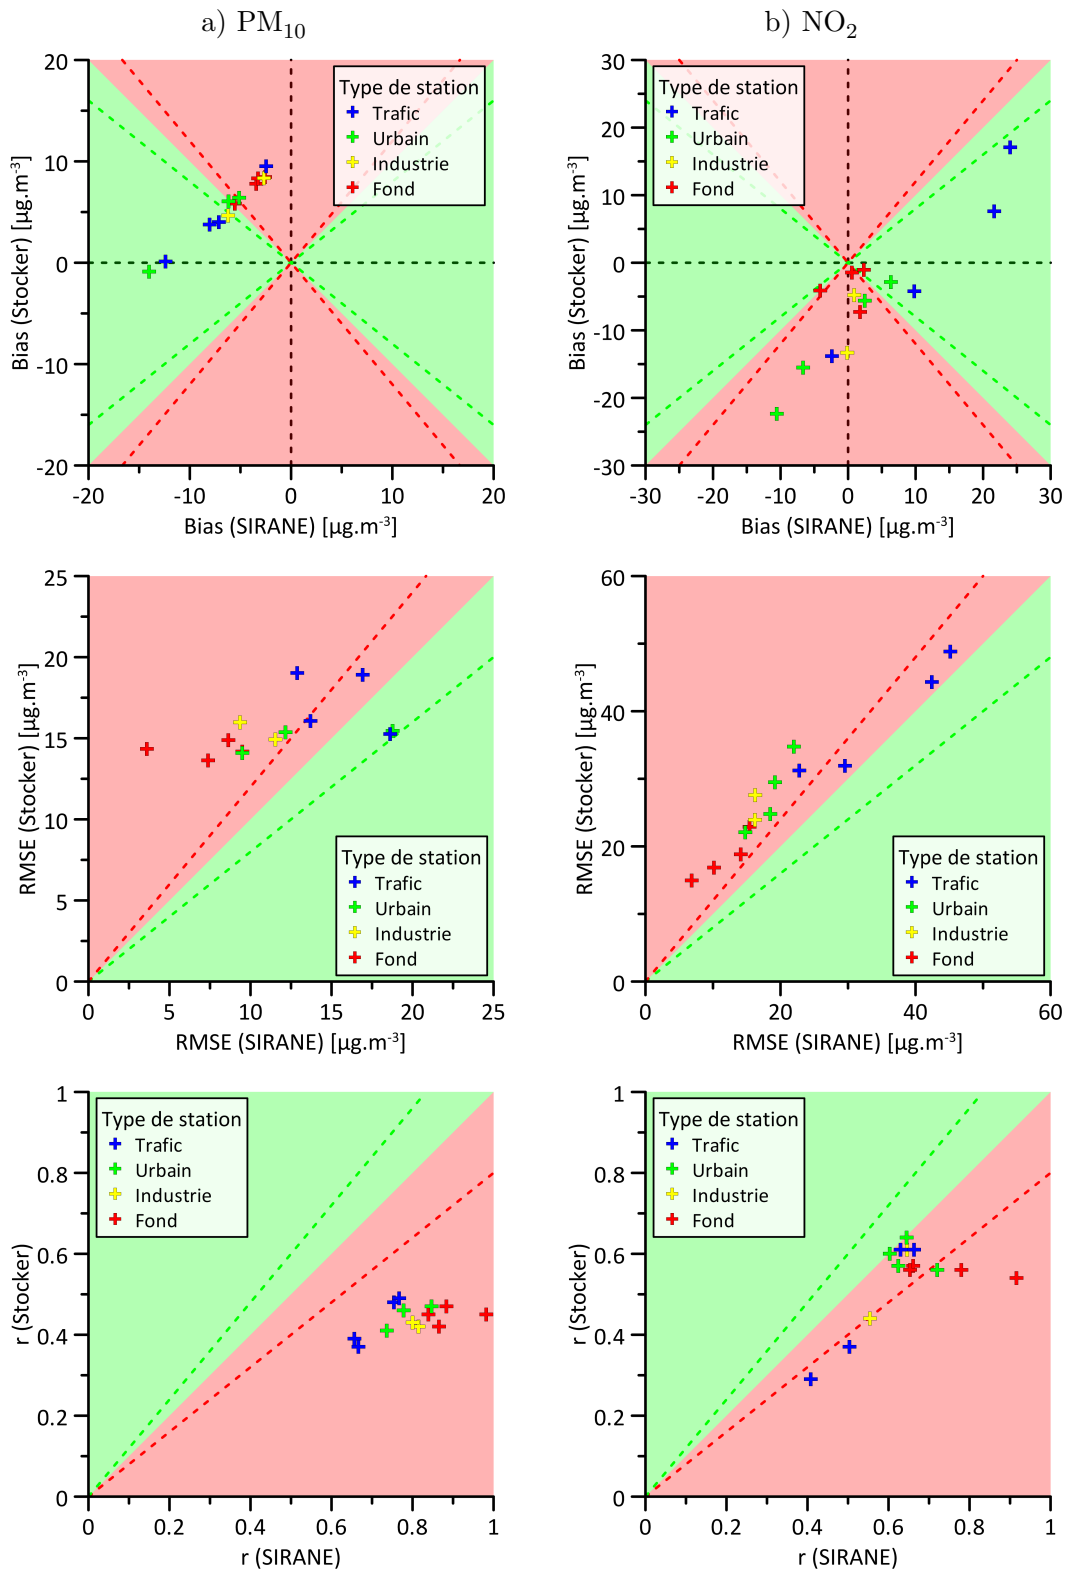 a) PM10
b) NO2
20
10
0
-10
-20
Bias (Stocker) [µg.m-3]
Type de station
Trafic
Urbain
Industrie
Fond
-20
-10
0
10
20
Bias (SIRANE) [µg.m-3]
30
20
10
0
-10
-20
-30
Bias (Stocker) [µg.m-3]
Type de station
Trafic
Urbain
Industrie
Fond
-30
-20
-10
0
10
20
30
Bias (SIRANE) [µg.m-3]
25
20
15
10
5
0
RMSE (Stocker) [µg.m-3]
Type de station
Trafic
Urbain
Industrie
Fond
0
5
10
15
20
25
RMSE (SIRANE) [µg.m-3]
60
40
20
0
RMSE (Stocker) [µg.m-3]
Type de station
Trafic
Urbain
Industrie
Fond
0
20
40
60
RMSE (SIRANE) [µg.m-3]
1
0.8
0.6
0.4
0.2
0
r (Stocker)
Type de station
Trafic
Urbain
Industrie
Fond
0
0.2
0.4
0.6
0.8
1
r (SIRANE)
1
0.8
0.6
0.4
0.2
0
r (Stocker)
Type de station
Trafic
Urbain
Industrie
Fond
0
0.2
0.4
0.6
0.8
1
r (SIRANE)